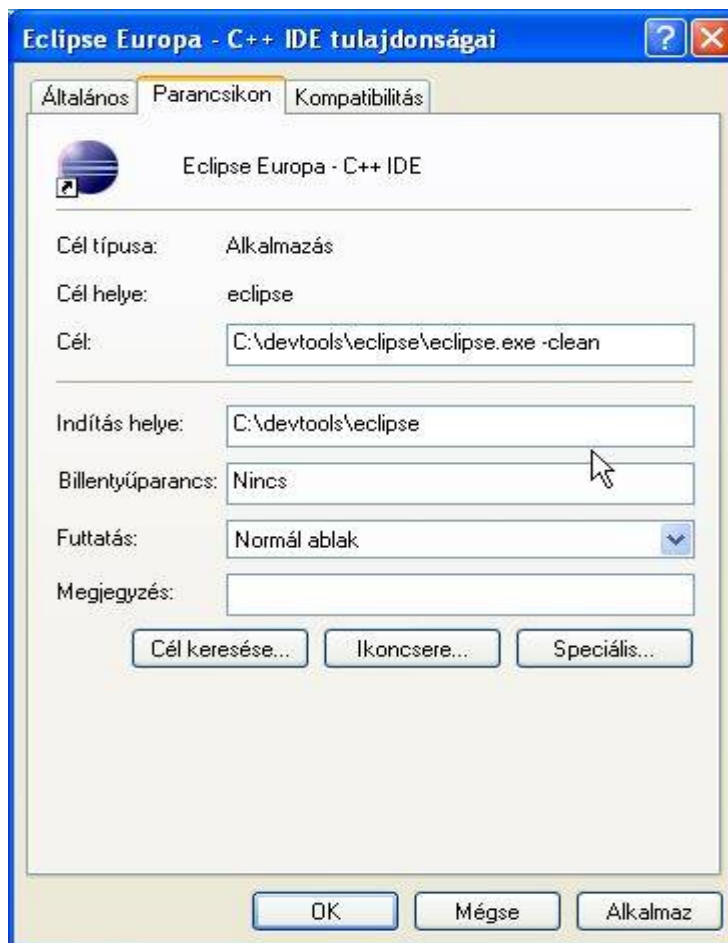 Eclipse Europa - C++ IDE tulajdonságai
Általános Parancsikon Kompatibilitás
Eclipse Europa - C++ IDE
Cél típusa: Alkalmazás
Cél helye: eclipse
Cél: C:\devtools\eclipse\eclipse.exe -clean
Indítás helye: C:\devtools\eclipse
Billentyűparancs: Nincs
Futtatás: Normál ablak
Megjegyzés:
Cél keresése... Ikoncsere... Speciális...
OK Mégse Alkalmaz